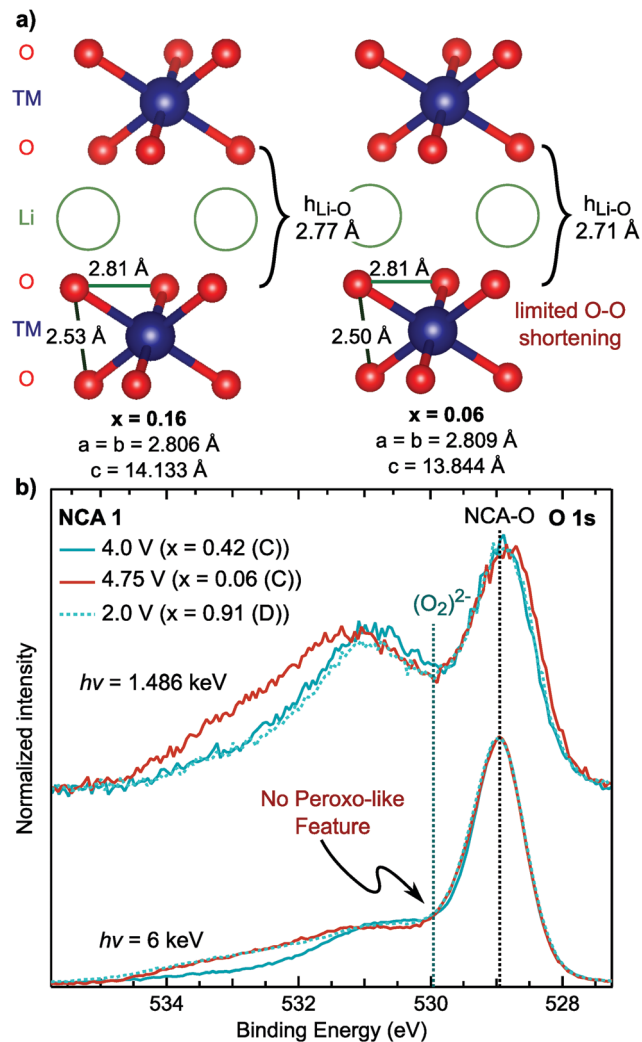 a)
O
TM
O
Li
O
TM
O
h_Li-O
2.77 Å
h_Li-O
2.71 Å
2.81 Å
2.53 Å
2.81 Å
2.50 Å
limited O-O
shortening
x = 0.16
a = b = 2.806 Å
c = 14.133 Å
x = 0.06
a = b = 2.809 Å
c = 13.844 Å
b)
NCA 1
NCA-O
O 1s
4.0 V (x = 0.42 (C))
4.75 V (x = 0.06 (C))
2.0 V (x = 0.91 (D))
(O₂)²⁻
hν = 1.486 keV
No Peroxo-like
Feature
hν = 6 keV
Normalized intensity
534
532
530
528
Binding Energy (eV)